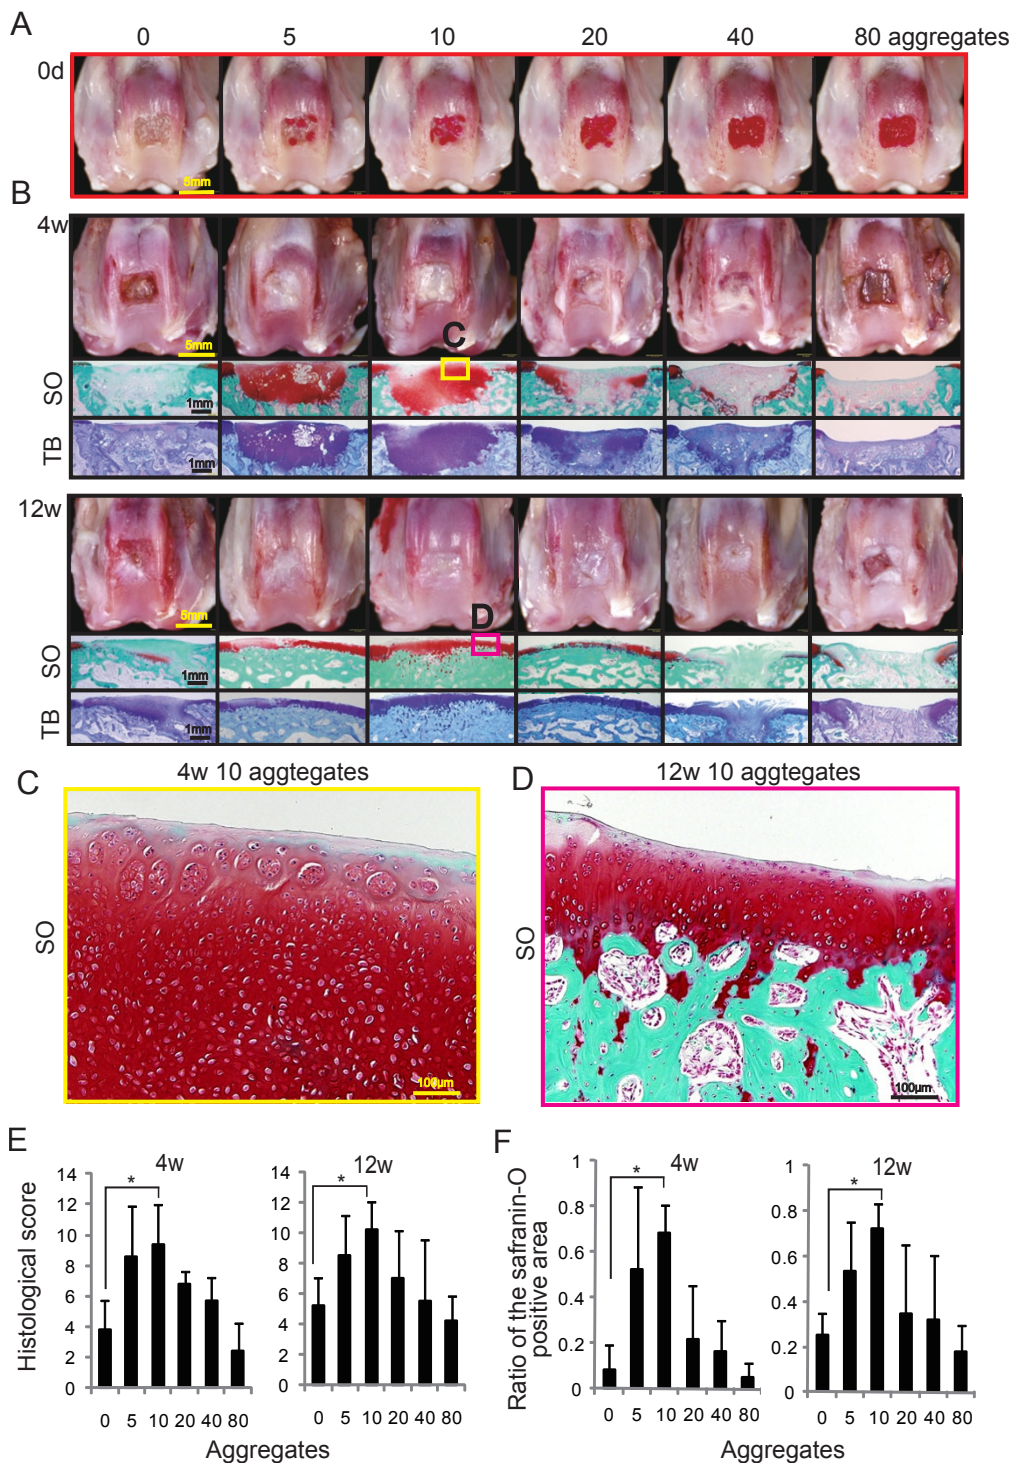 A
0 5 10 20 40 80 aggregates
0d
5mm
B
4w
C
5mm
SO
1mm
TB
1mm
12w
D
5mm
SO
1mm
TB
1mm
C 4w 10 aggtegates
SO
100µm
D 12w 10 aggtegates
SO
100µm
E
4w
*
14
12
10
8
6
4
2
0
0 5 10 20 40 80
Histological score
12w
*
14
12
10
8
6
4
2
0
0 5 10 20 40 80
Aggregates
F
4w
*
1
0.8
0.6
0.4
0.2
0
0 5 10 20 40 80
Ratio of the safranin-O
positive area
12w
*
1
0.8
0.6
0.4
0.2
0
0 5 10 20 40 80
Aggregates